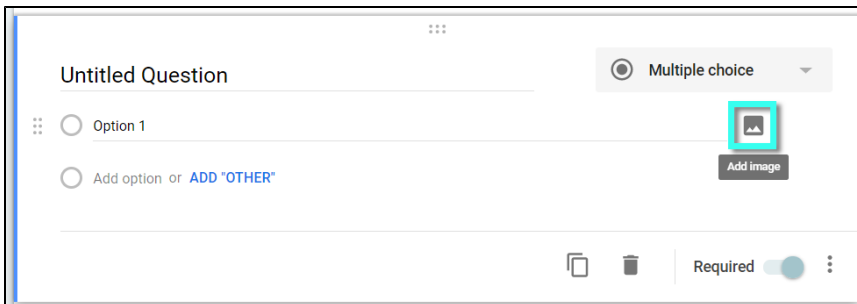 Untitled Question
Multiple choice
Option 1
Add image
Add option or ADD "OTHER"
Required